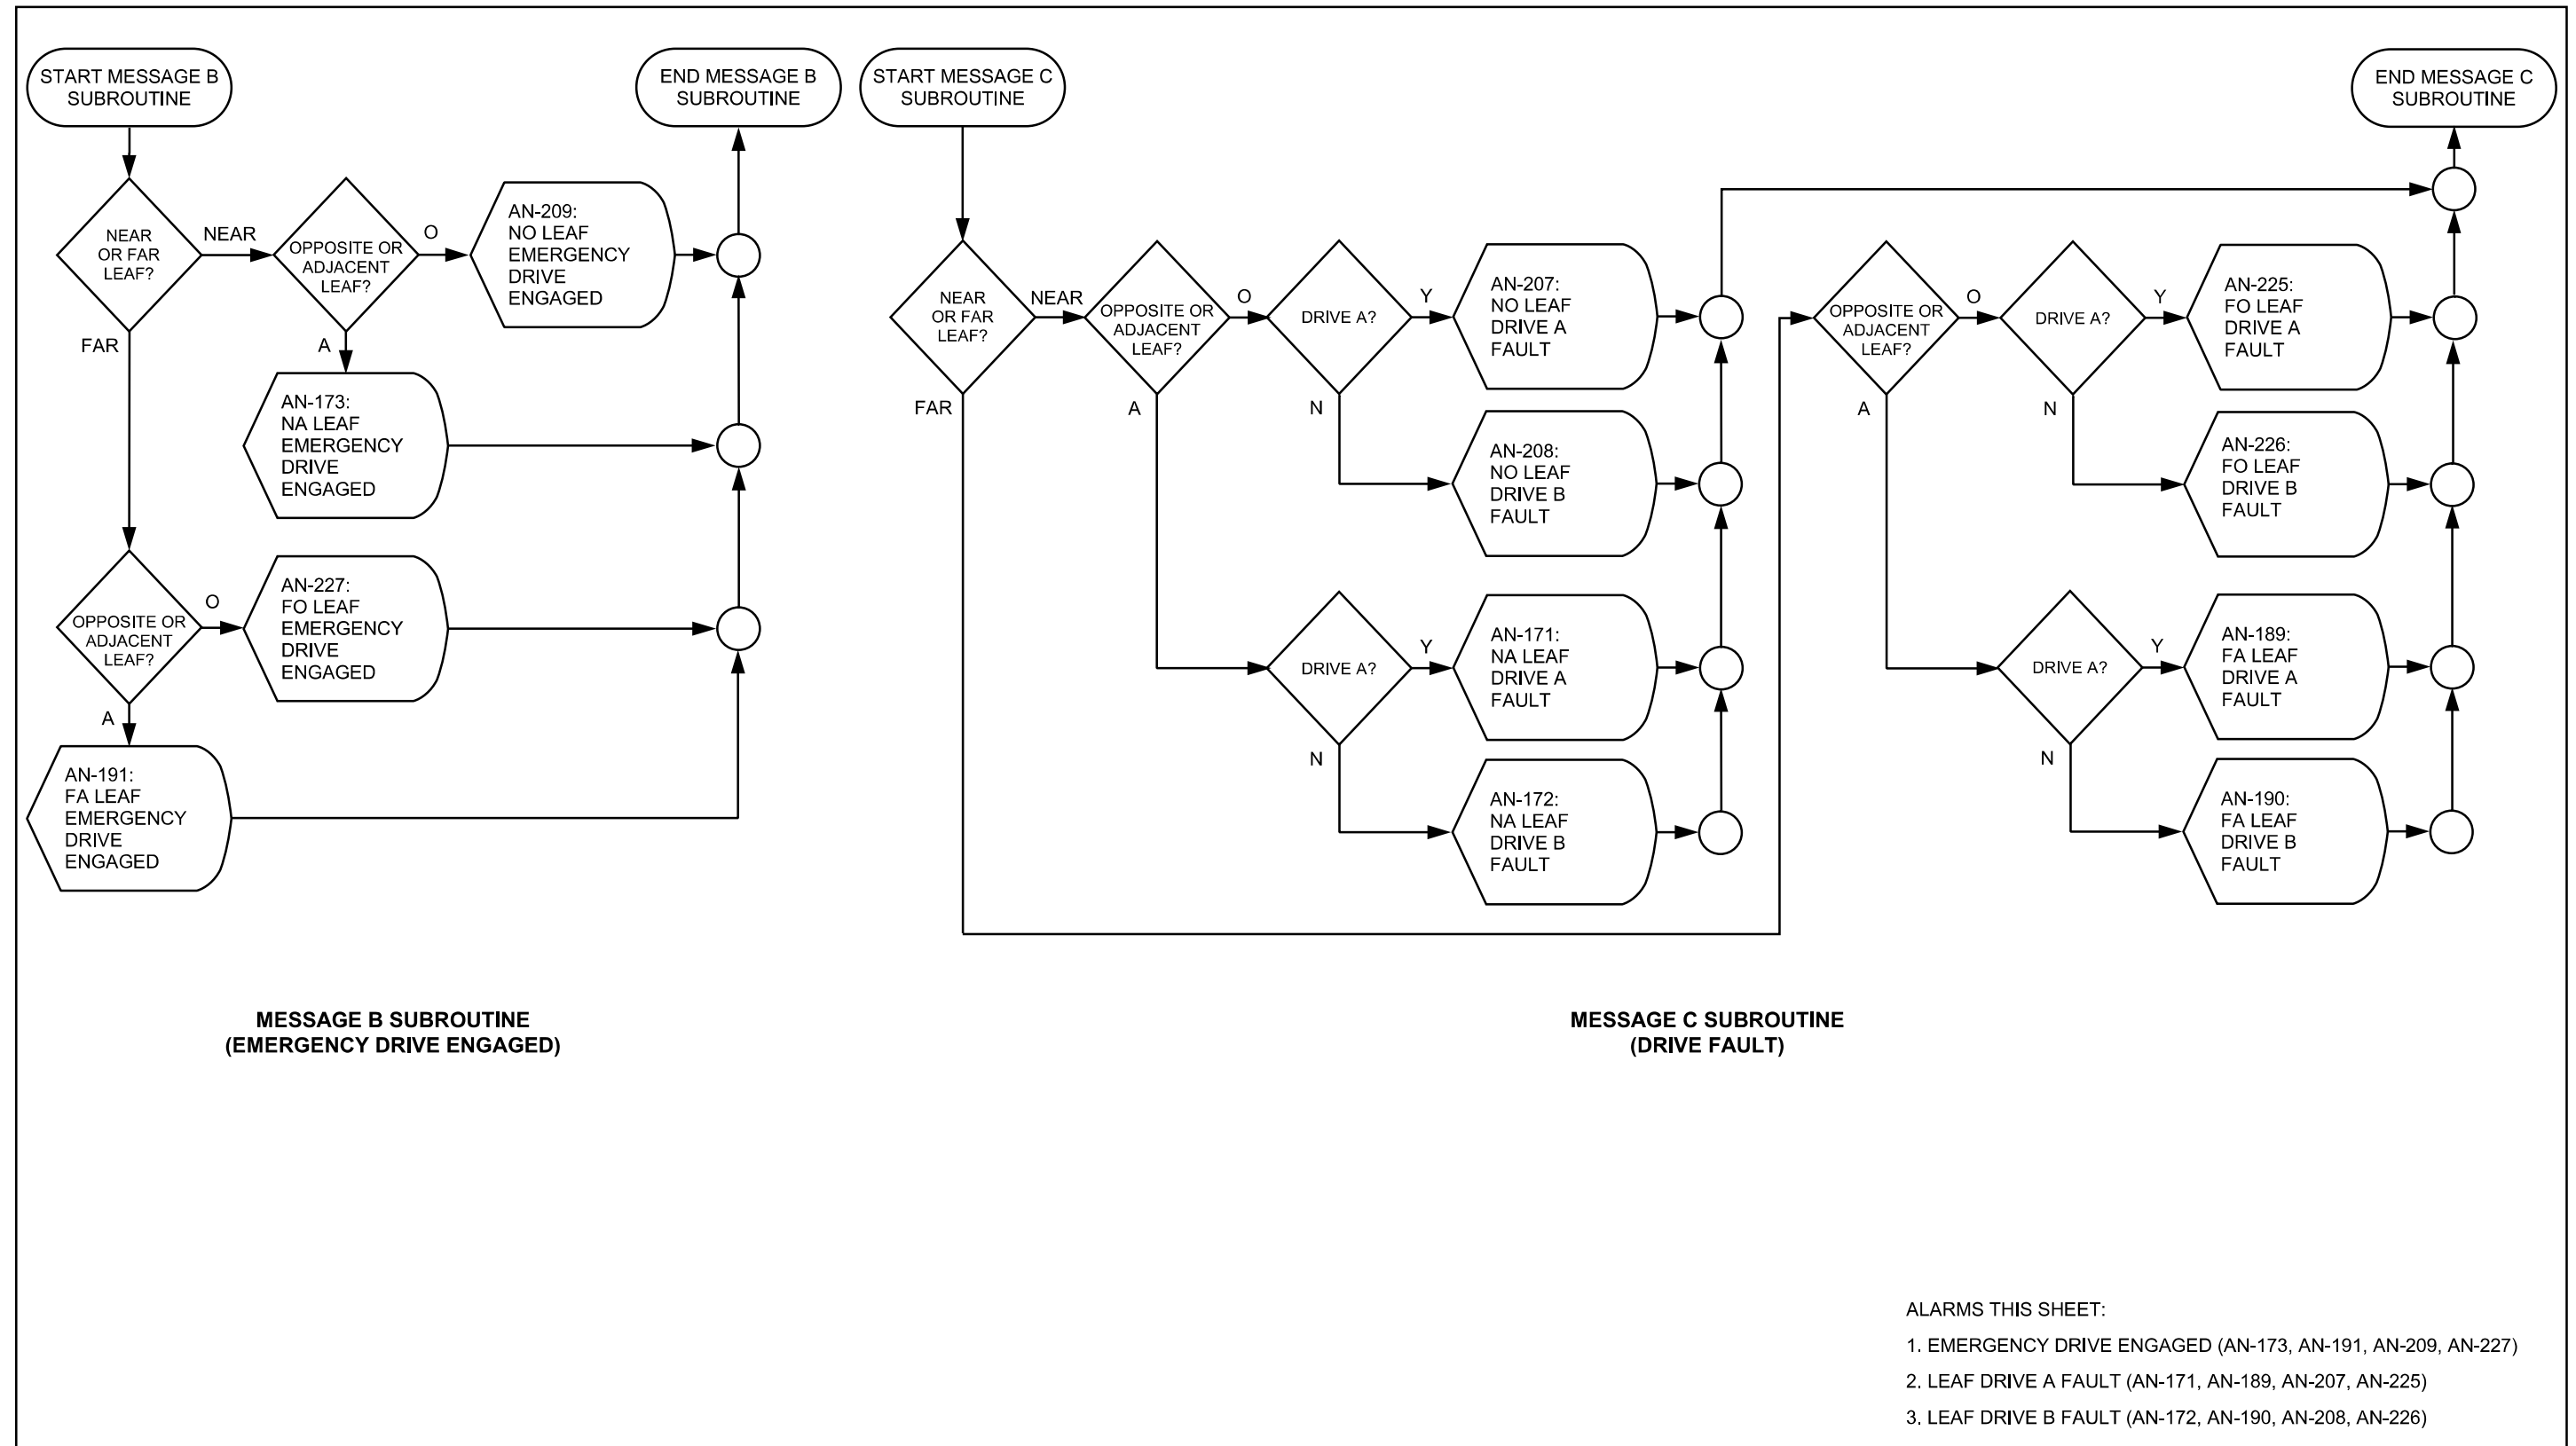 START MESSAGE B
SUBROUTINE
NEAR
OR FAR
LEAF?
NEAR
FAR
OPPOSITE OR
ADJACENT
LEAF?
O
A
AN-209:
NO LEAF
EMERGENCY
DRIVE
ENGAGED
END MESSAGE B
SUBROUTINE
AN-173:
NA LEAF
EMERGENCY
DRIVE
ENGAGED
OPPOSITE OR
ADJACENT
LEAF?
O
A
AN-227:
FO LEAF
EMERGENCY
DRIVE
ENGAGED
AN-191:
FA LEAF
EMERGENCY
DRIVE
ENGAGED
MESSAGE B SUBROUTINE
(EMERGENCY DRIVE ENGAGED)
START MESSAGE C
SUBROUTINE
NEAR
OR FAR
LEAF?
NEAR
FAR
OPPOSITE OR
ADJACENT
LEAF?
O
A
DRIVE A?
Y
N
AN-207:
NO LEAF
DRIVE A
FAULT
AN-208:
NO LEAF
DRIVE B
FAULT
DRIVE A?
Y
N
AN-171:
NA LEAF
DRIVE A
FAULT
AN-172:
NA LEAF
DRIVE B
FAULT
OPPOSITE OR
ADJACENT
LEAF?
O
A
DRIVE A?
Y
N
AN-225:
FO LEAF
DRIVE A
FAULT
AN-226:
FO LEAF
DRIVE B
FAULT
DRIVE A?
Y
N
AN-189:
FA LEAF
DRIVE A
FAULT
AN-190:
FA LEAF
DRIVE B
FAULT
END MESSAGE C
SUBROUTINE
MESSAGE C SUBROUTINE
(DRIVE FAULT)
ALARMS THIS SHEET:
1. EMERGENCY DRIVE ENGAGED (AN-173, AN-191, AN-209, AN-227)
2. LEAF DRIVE A FAULT (AN-171, AN-189, AN-207, AN-225)
3. LEAF DRIVE B FAULT (AN-172, AN-190, AN-208, AN-226)